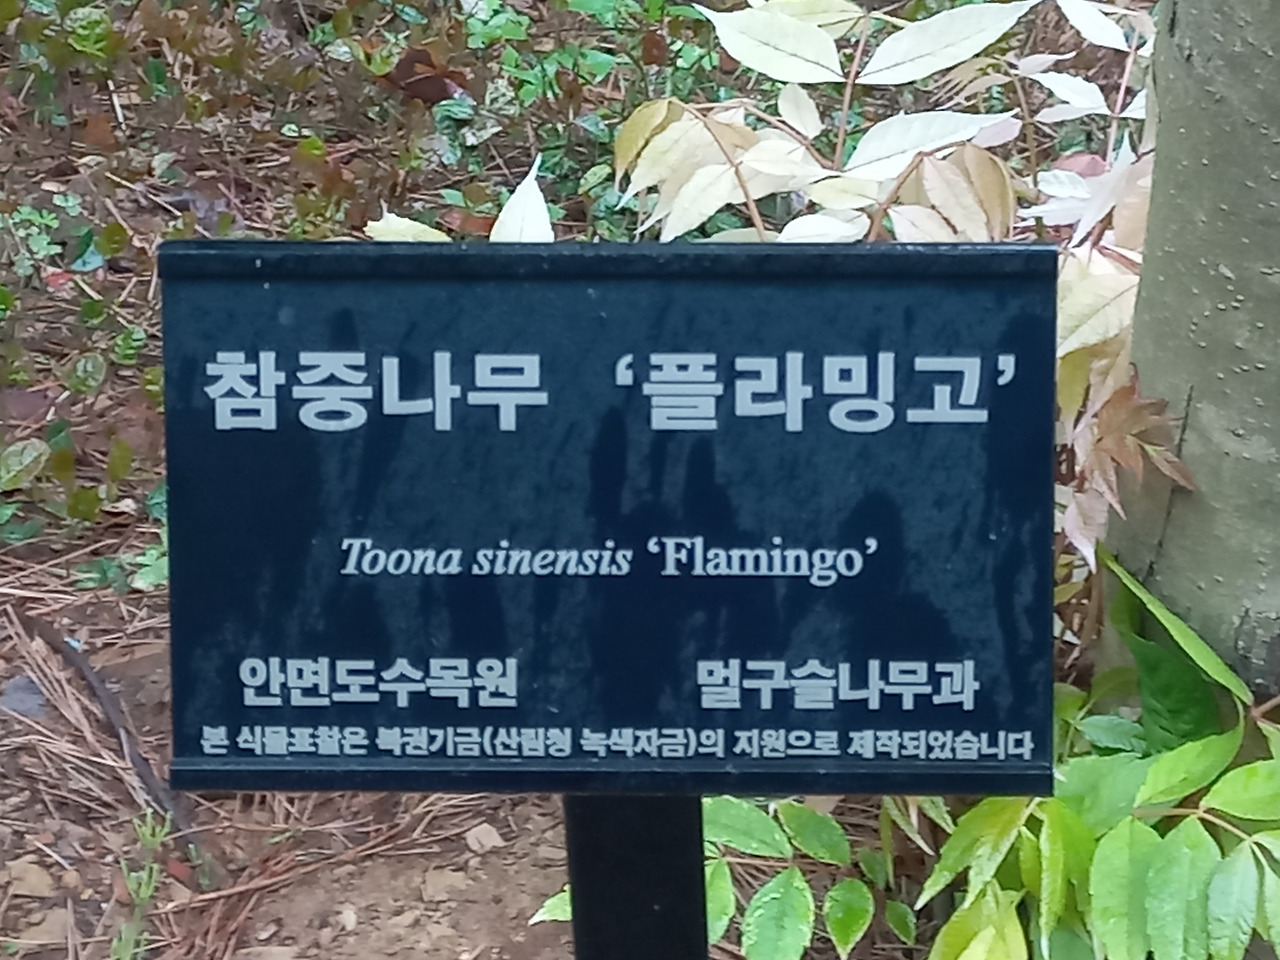 참중나무 ‘플라밍고’
Toona sinensis ‘Flamingo’
안면도수목원 멀구슬나무과
본 식물표찰은 복권기금(산림청 녹색자금)의 지원으로 제작되었습니다